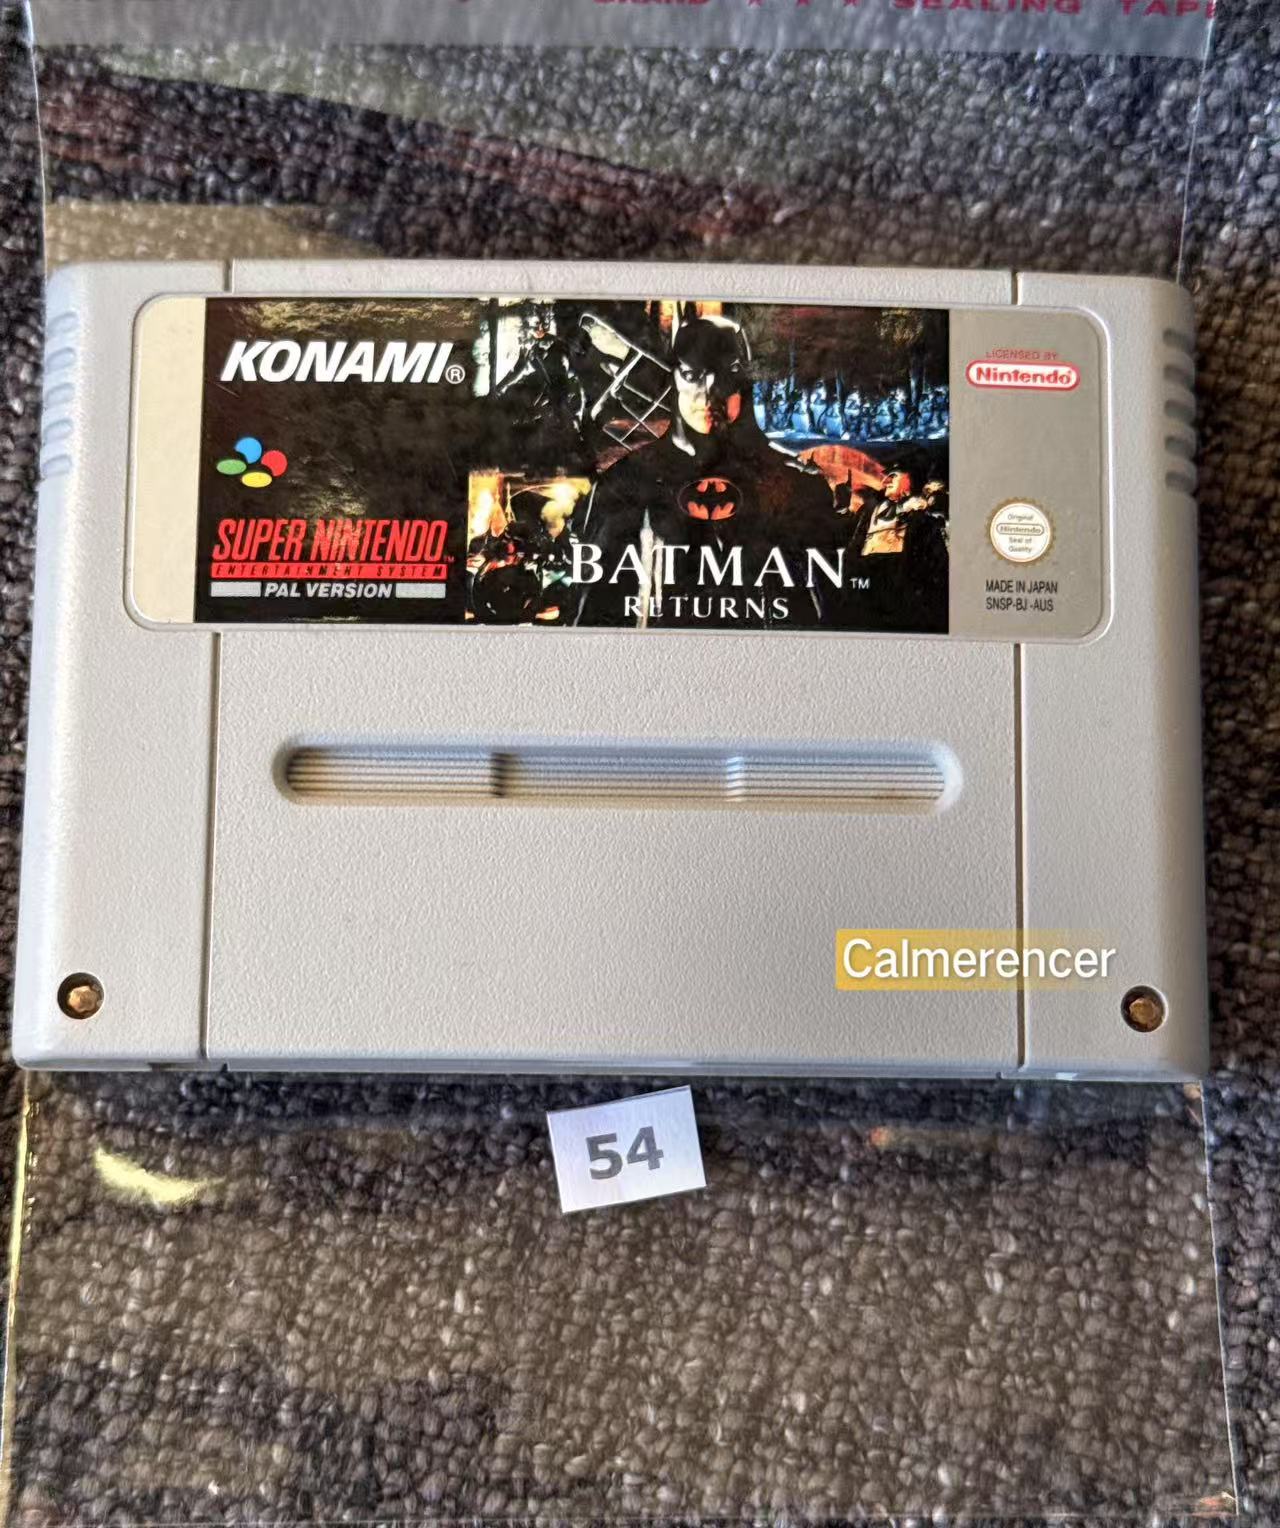 SEALING TAPE
KONAMI®
LICENSED BY
Nintendo®
SUPER NINTENDO™
ENTERTAINMENT SYSTEM
PAL VERSION
BATMAN™
RETURNS
Original
Nintendo
Seal of
Quality
MADE IN JAPAN
SNSP-BJ-AUS
Calmerencer
54